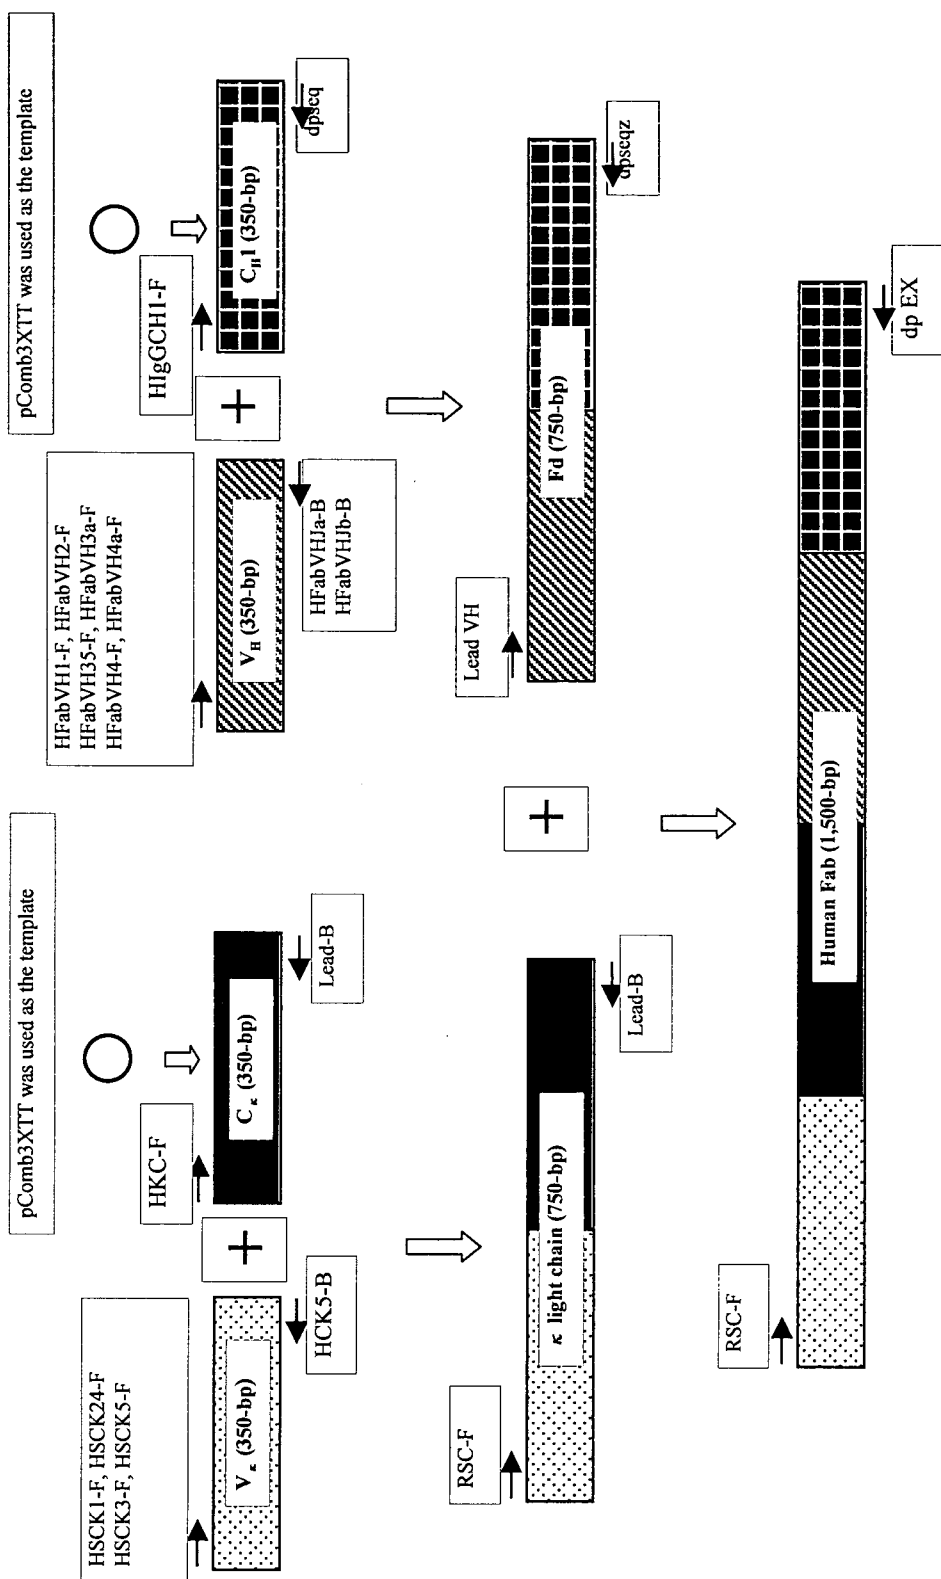 pComb3XTT was used as the template
pComb3XTT was used as the template
HSCK1-F, HSCK24-F
HSCK3-F, HSCK5-F
HKC-F
HFabVH1-F, HFabVH2-F
HFabVH35-F, HFabVH3a-F
HFabVH4-F, HFabVH4a-F
HIgGCH1-F
Vκ (350-bp)
+
Cκ (350-bp)
VH (350-bp)
+
CH1 (350-bp)
HCK5-B
Lead-B
HFabVHJa-B
HFabVHJb-B
dpseq
RSC-F
Lead VH
κ light chain (750-bp)
+
Fd (750-bp)
Lead-B
dpseqz
RSC-F
Human Fab (1,500-bp)
dp EX